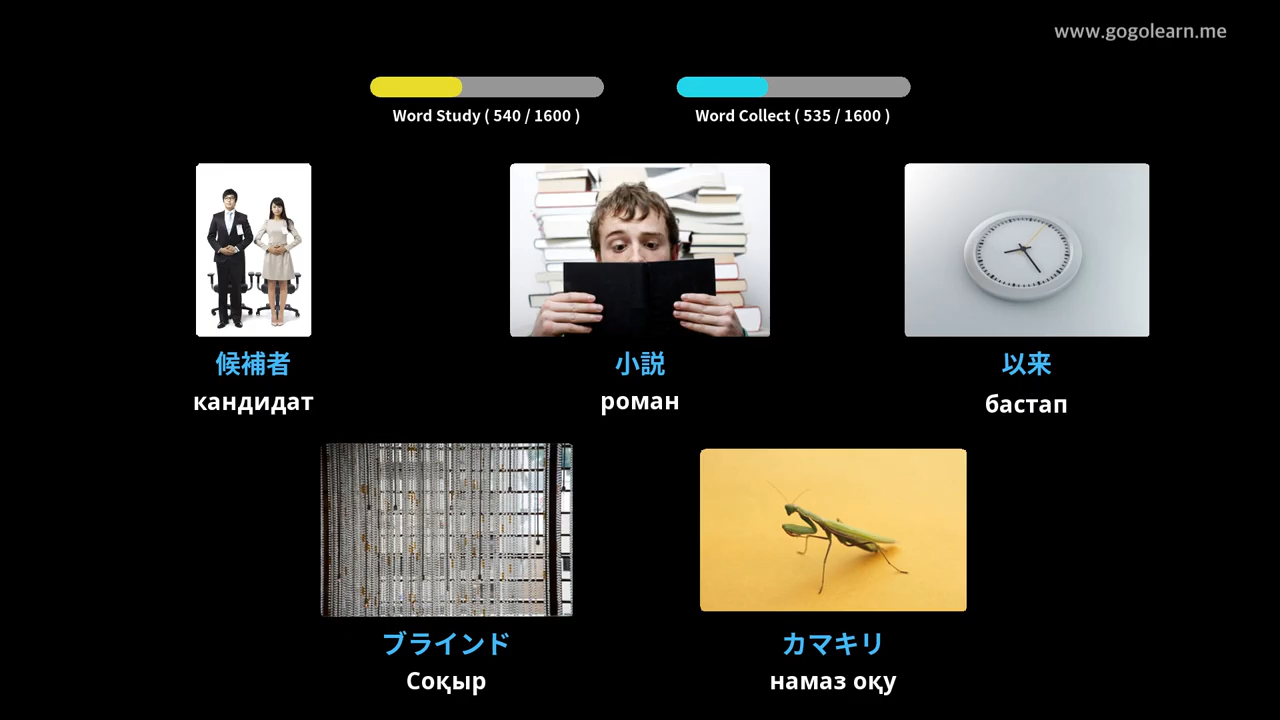 www.gogolearn.me
Word Study ( 540 / 1600 )
Word Collect ( 535 / 1600 )
候補者
кандидат
小説
роман
以来
бастап
ブラインド
Соқыр
カマキリ
намаз оқу